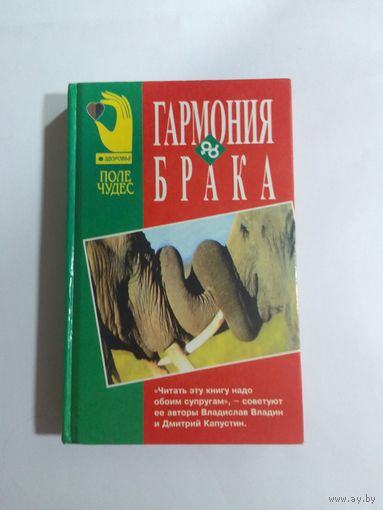 ЗДОРОВЬЕ
ПОЛЕ
ЧУДЕС
ГАРМОНИЯ
БРАКА
«Читать эту книгу надо
обоим супругам», – советуют
ее авторы Владислав Владин
и Дмитрий Капустин.
www.ay.by